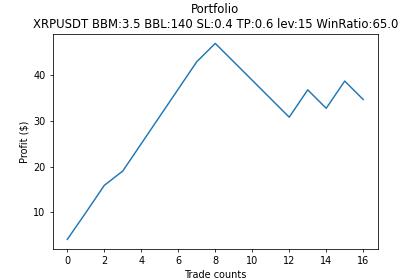 Portfolio
XRPUSDT BBM:3.5 BBL:140 SL:0.4 TP:0.6 lev:15 WinRatio:65.0
40
30
20
10
Profit ($)
0 2 4 6 8 10 12 14 16
Trade counts